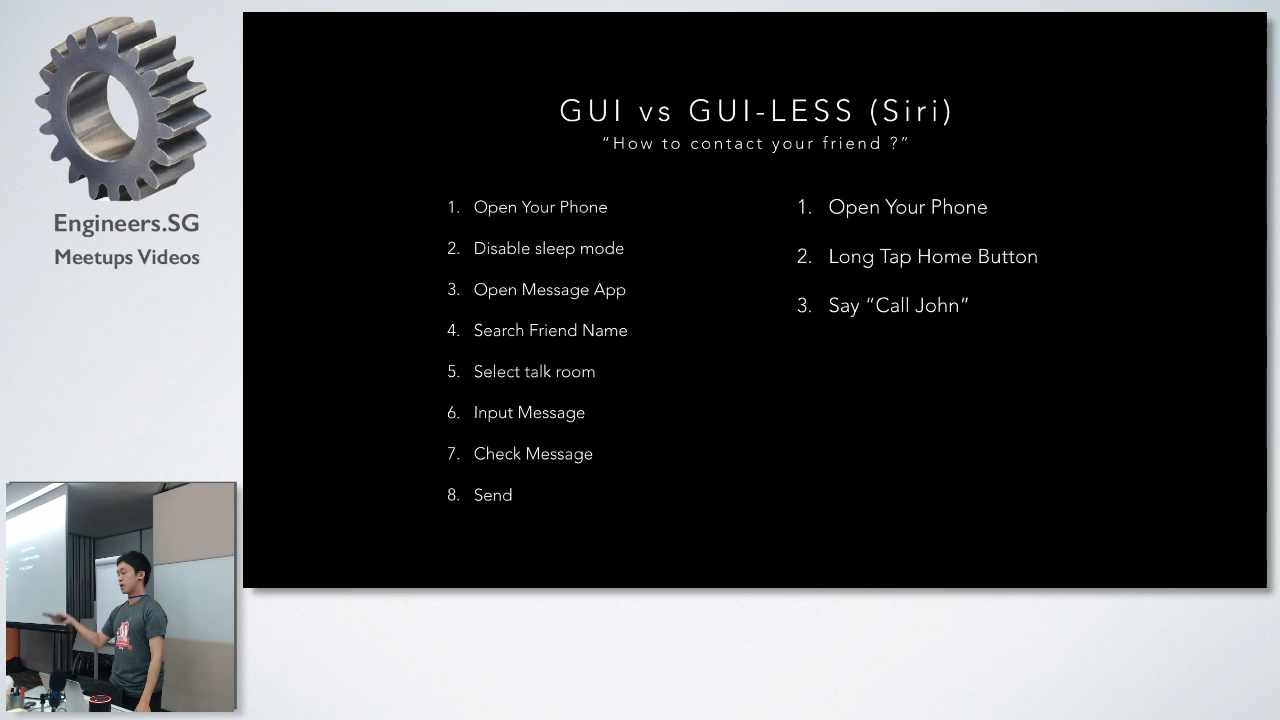 Engineers.SG
Meetups Videos
GUI vs GUI-LESS (Siri)
“How to contact your friend ?”
1. Open Your Phone
2. Disable sleep mode
3. Open Message App
4. Search Friend Name
5. Select talk room
6. Input Message
7. Check Message
8. Send
1. Open Your Phone
2. Long Tap Home Button
3. Say “Call John”